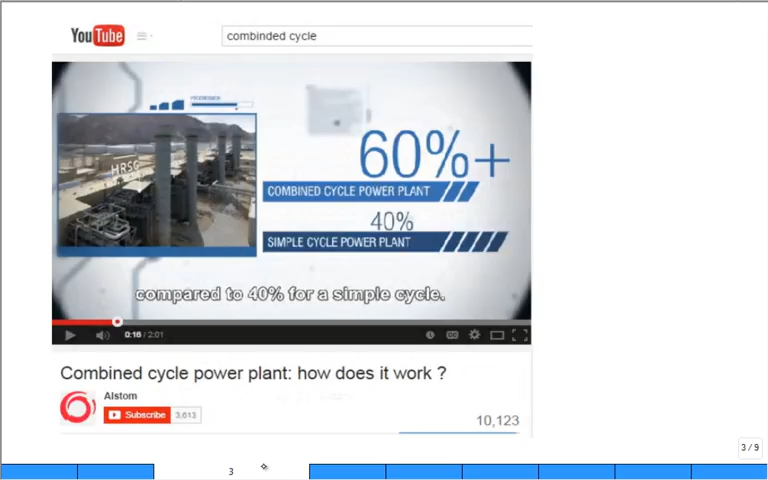 YouTube
combinded cycle
HRSG
60%+
COMBINED CYCLE POWER PLANT
40%
SIMPLE CYCLE POWER PLANT
compared to 40% for a simple cycle.
0:16 / 2:01
Combined cycle power plant: how does it work ?
Alstom
Subscribe 3,613
10,123
3 / 9
3